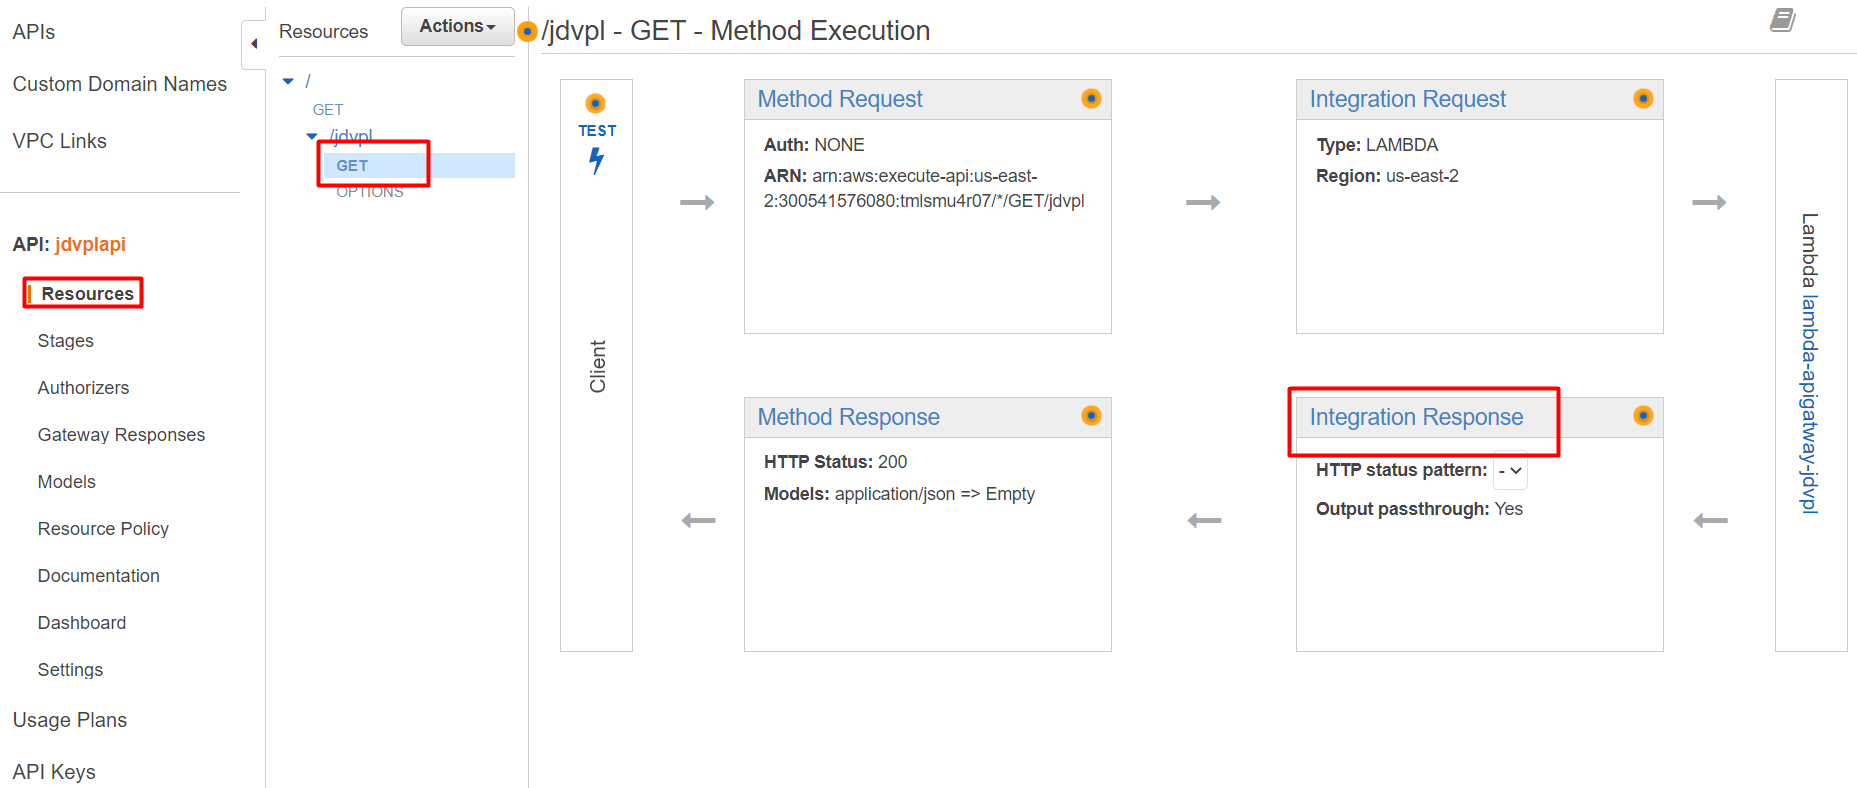 APIs
Custom Domain Names
VPC Links
API: jdvplapi
Resources
Stages
Authorizers
Gateway Responses
Models
Resource Policy
Documentation
Dashboard
Settings
Usage Plans
API Keys
Resources
Actions
/
GET
/jdvpl
GET
OPTIONS
/jdvpl - GET - Method Execution
TEST
Client
Method Request
Auth: NONE
ARN: arn:aws:execute-api:us-east-
2:300541576080:tmlsmu4r07/*/GET/jdvpl
Integration Request
Type: LAMBDA
Region: us-east-2
Method Response
HTTP Status: 200
Models: application/json => Empty
Integration Response
HTTP status pattern: -
Output passthrough: Yes
Lambda lambda-apigatway-jdvpl